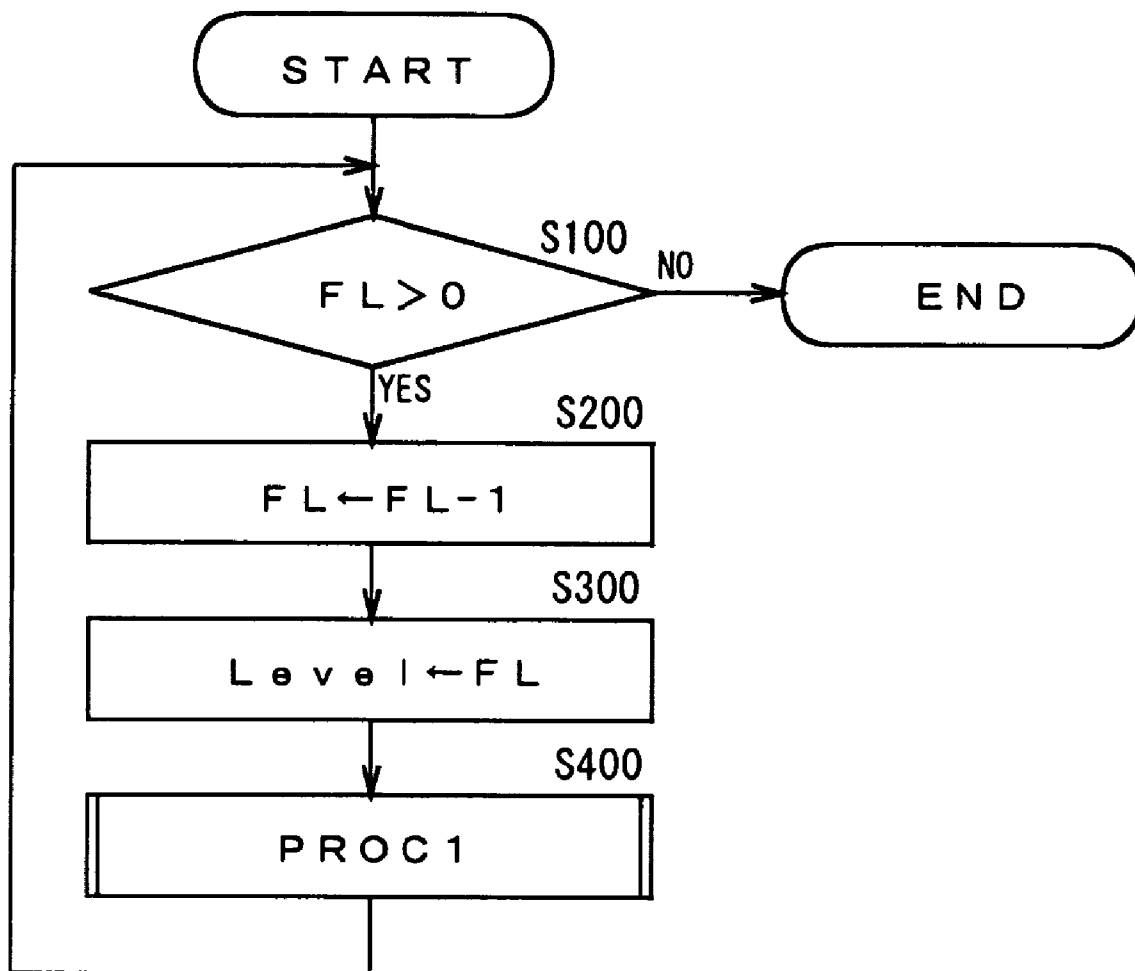 START
S100
FL>0
NO
END
YES
S200
FL←FL-1
S300
Level←FL
S400
PROC1